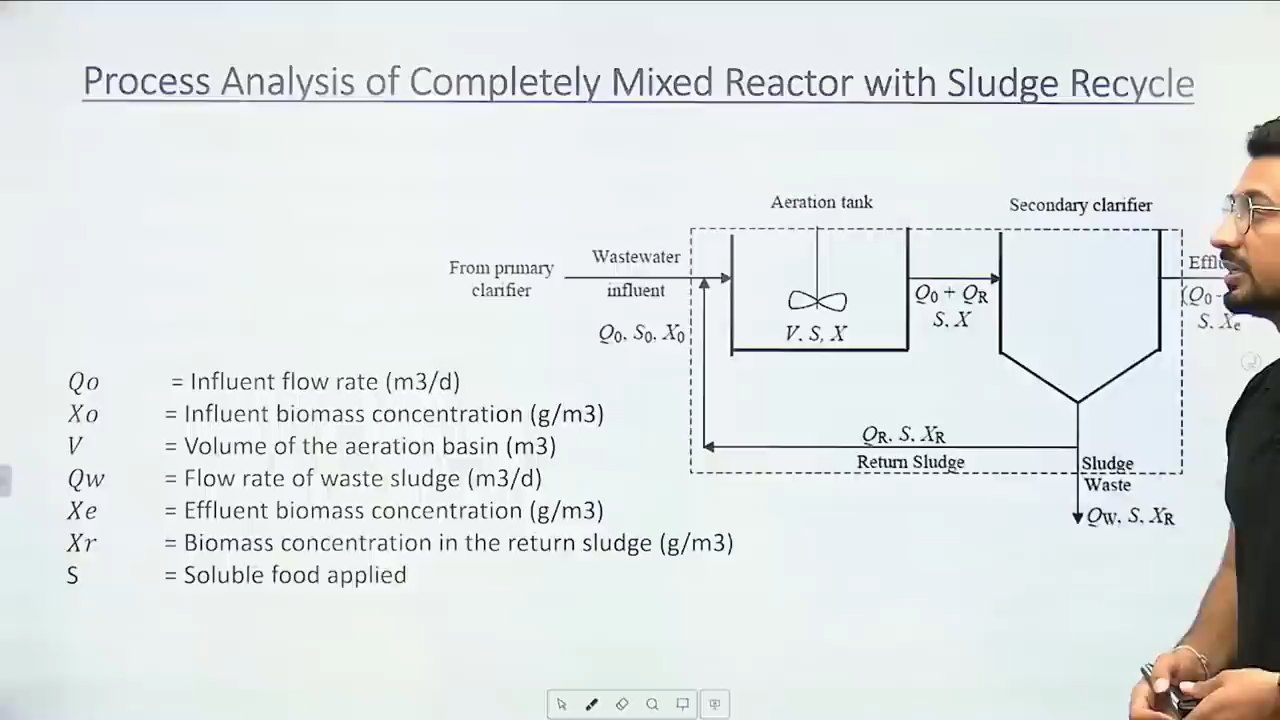 Process Analysis of Completely Mixed Reactor with Sludge Recycle
Aeration tank
Secondary clarifier
From primary
clarifier
Wastewater
influent
Q0, S0, X0
V, S, X
Q0 + QR
S, X
S, Xe
QR, S, XR
Return Sludge
Sludge
Waste
QW, S, XR
Qo = Influent flow rate (m3/d)
Xo = Influent biomass concentration (g/m3)
V = Volume of the aeration basin (m3)
Qw = Flow rate of waste sludge (m3/d)
Xe = Effluent biomass concentration (g/m3)
Xr = Biomass concentration in the return sludge (g/m3)
S = Soluble food applied